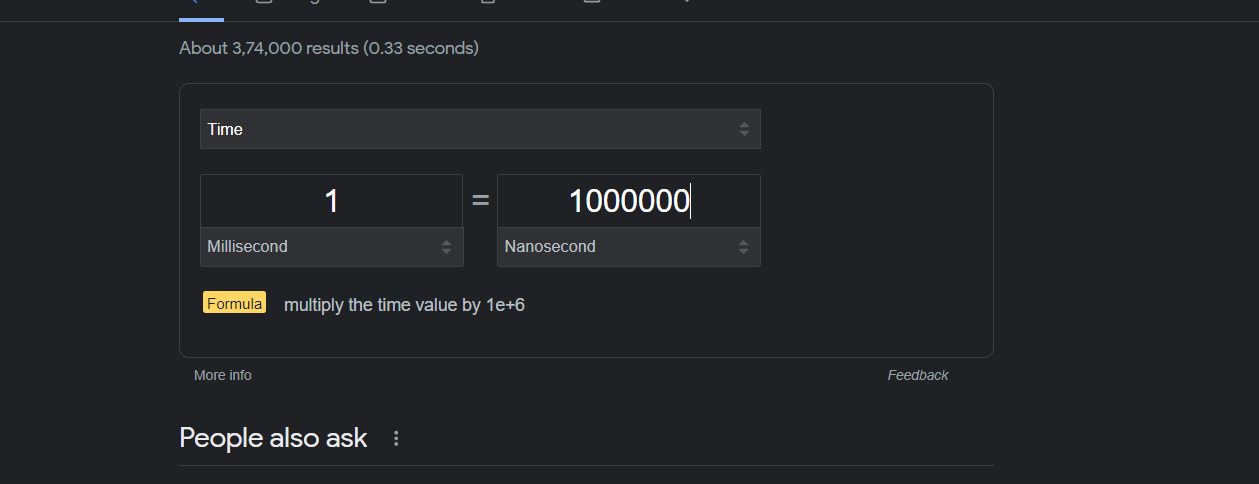 About 3,74,000 results (0.33 seconds)
Time
1 = 1000000
Millisecond Nanosecond
Formula multiply the time value by 1e+6
More info Feedback
People also ask